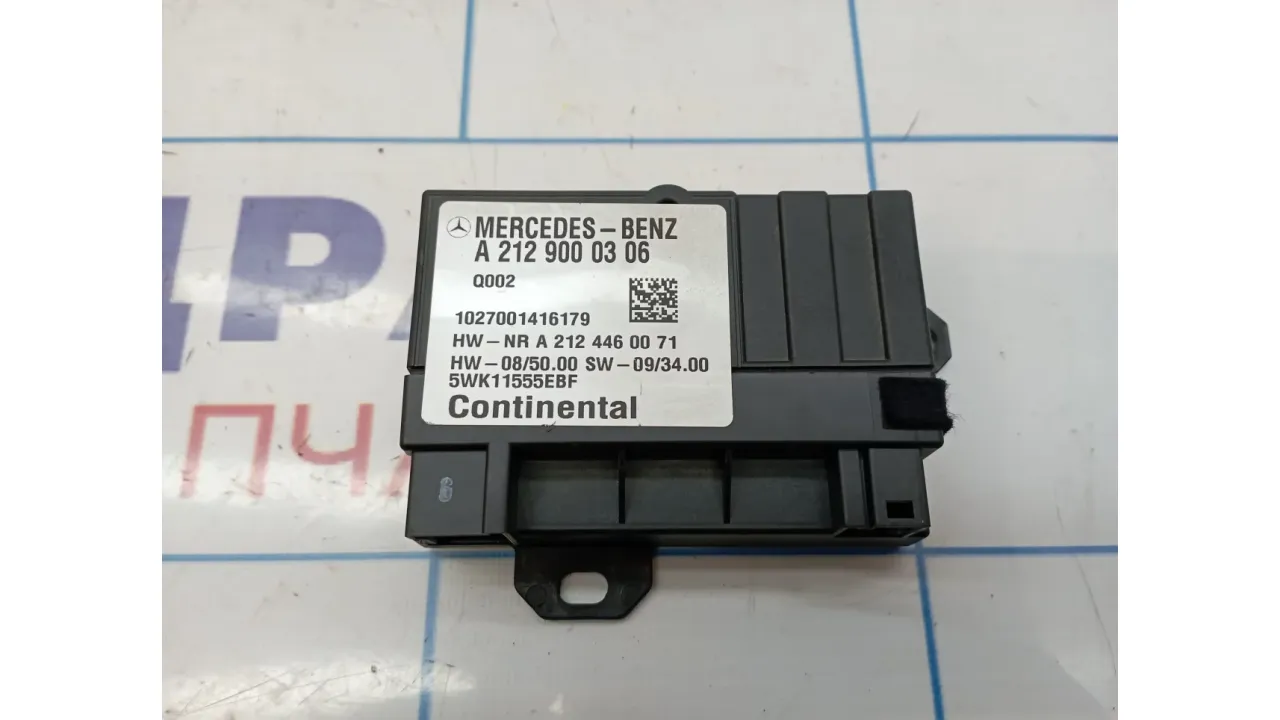 MERCEDES-BENZ
A 212 900 03 06
Q002
1027001416179
HW-NR A 212 446 00 71
HW-08/50.00 SW-09/34.00
5WK11555EBF
Continental